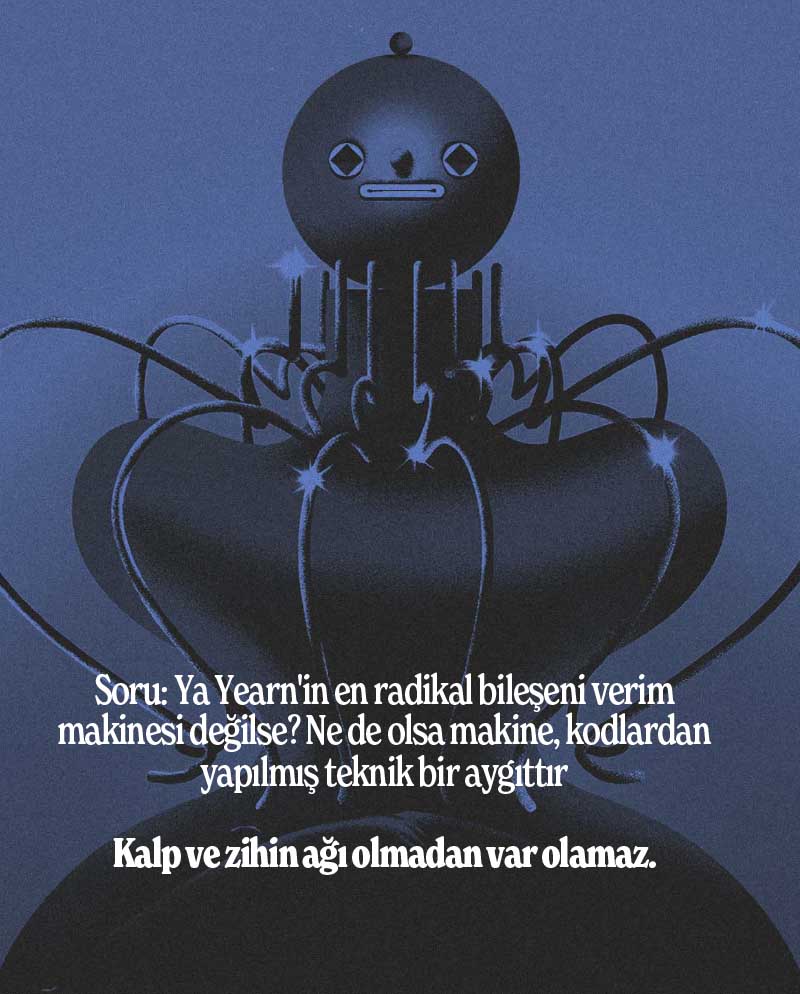 Soru: Ya Yearn'in en radikal bileşeni verim
makinesi değilse? Ne de olsa makine, kodlardan
yapılmış teknik bir aygıttır
Kalp ve zihin ağı olmadan var olamaz.